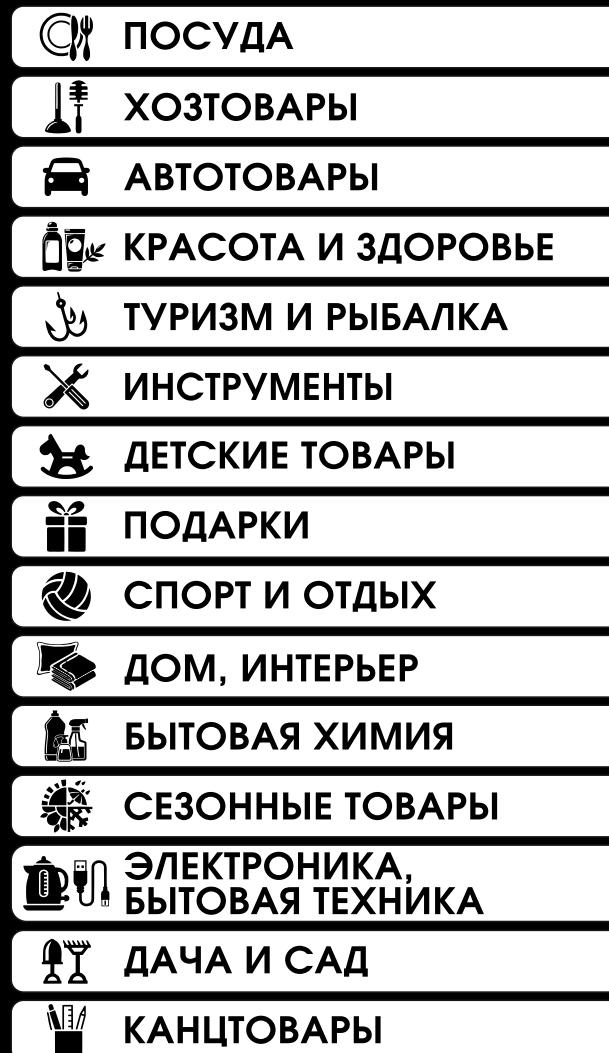 ПОСУДА
ХОЗТОВАРЫ
АВТОТОВАРЫ
КРАСОТА И ЗДОРОВЬЕ
ТУРИЗМ И РЫБАЛКА
ИНСТРУМЕНТЫ
ДЕТСКИЕ ТОВАРЫ
ПОДАРКИ
СПОРТ И ОТДЫХ
ДОМ, ИНТЕРЬЕР
БЫТОВАЯ ХИМИЯ
СЕЗОННЫЕ ТОВАРЫ
ЭЛЕКТРОНИКА,
БЫТОВАЯ ТЕХНИКА
ДАЧА И САД
КАНЦТОВАРЫ